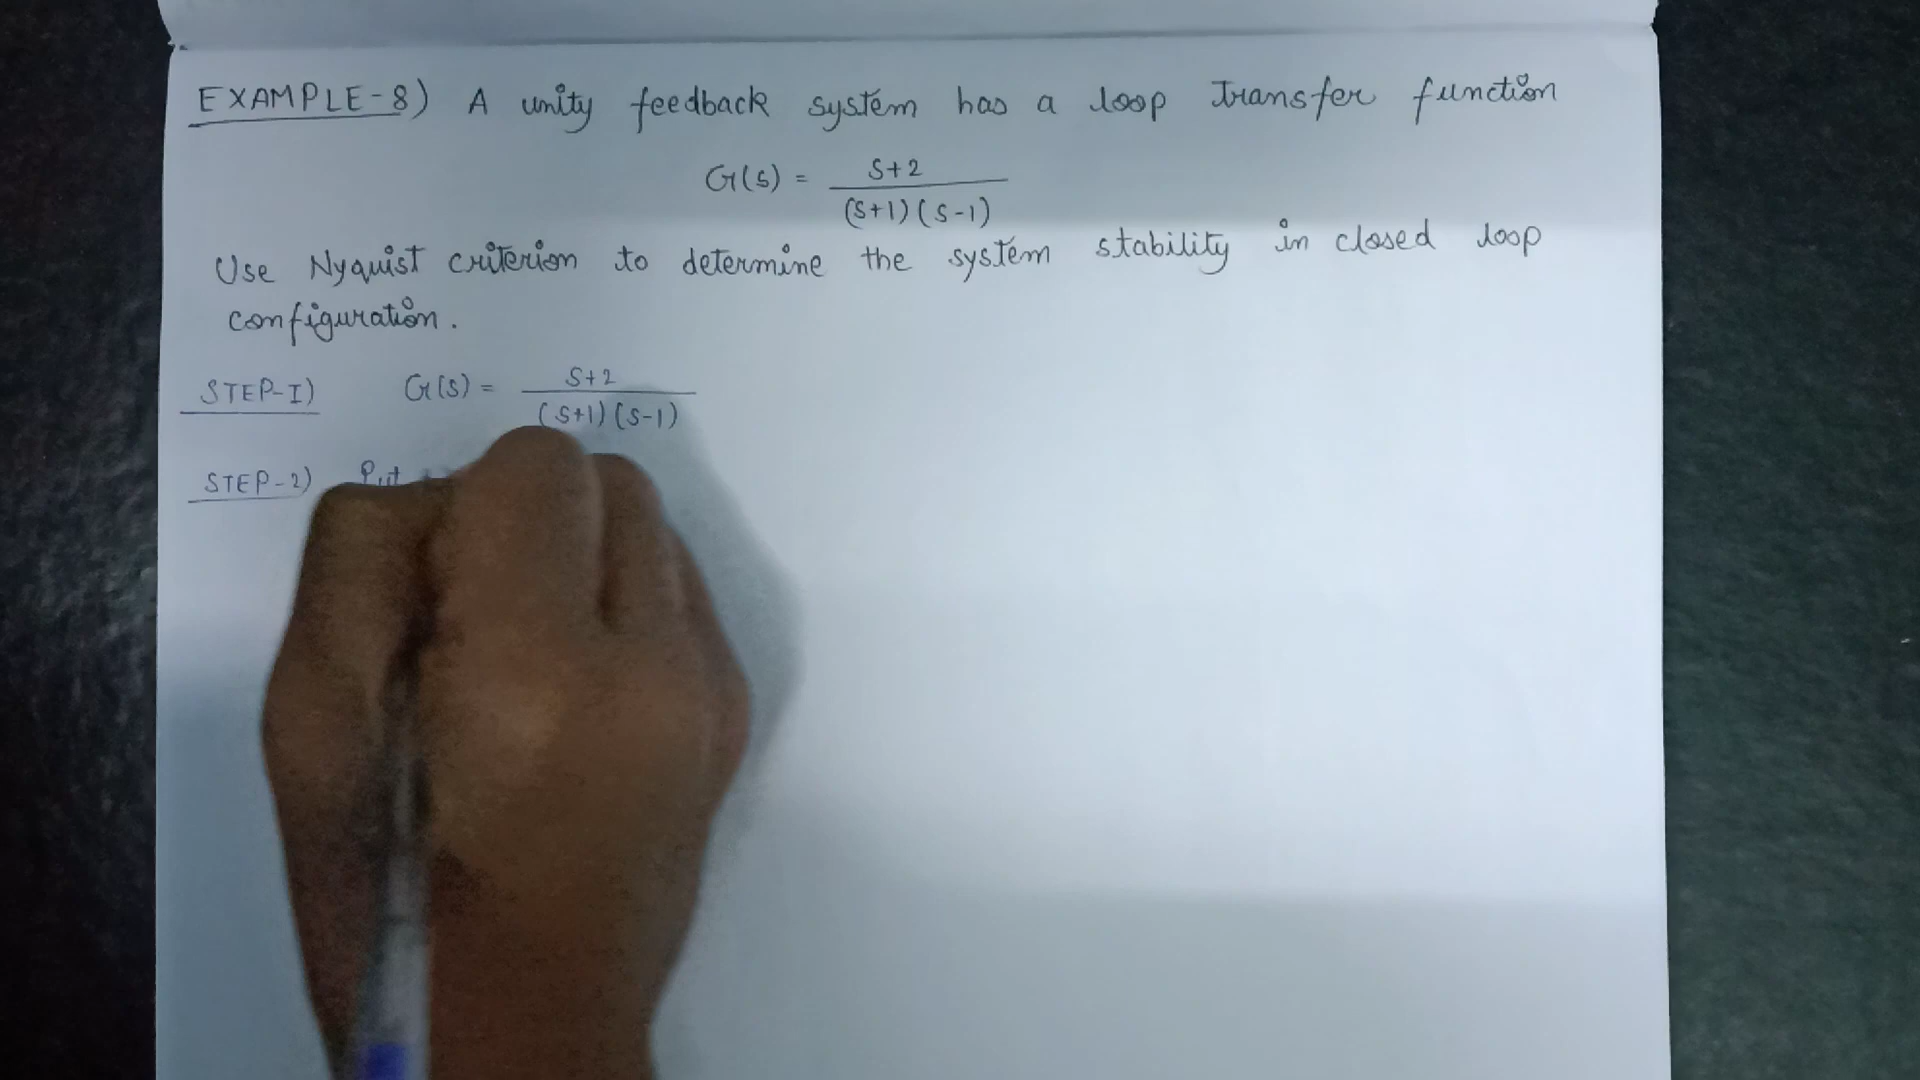 EXAMPLE-8) A unity feedback system has a loop transfer function
G(s) = s+2 / (s+1)(s-1)
Use Nyquist criterion to determine the system stability in closed loop
configuration.
STEP-I) G(s) = s+2 / (s+1)(s-1)
STEP-2) Put